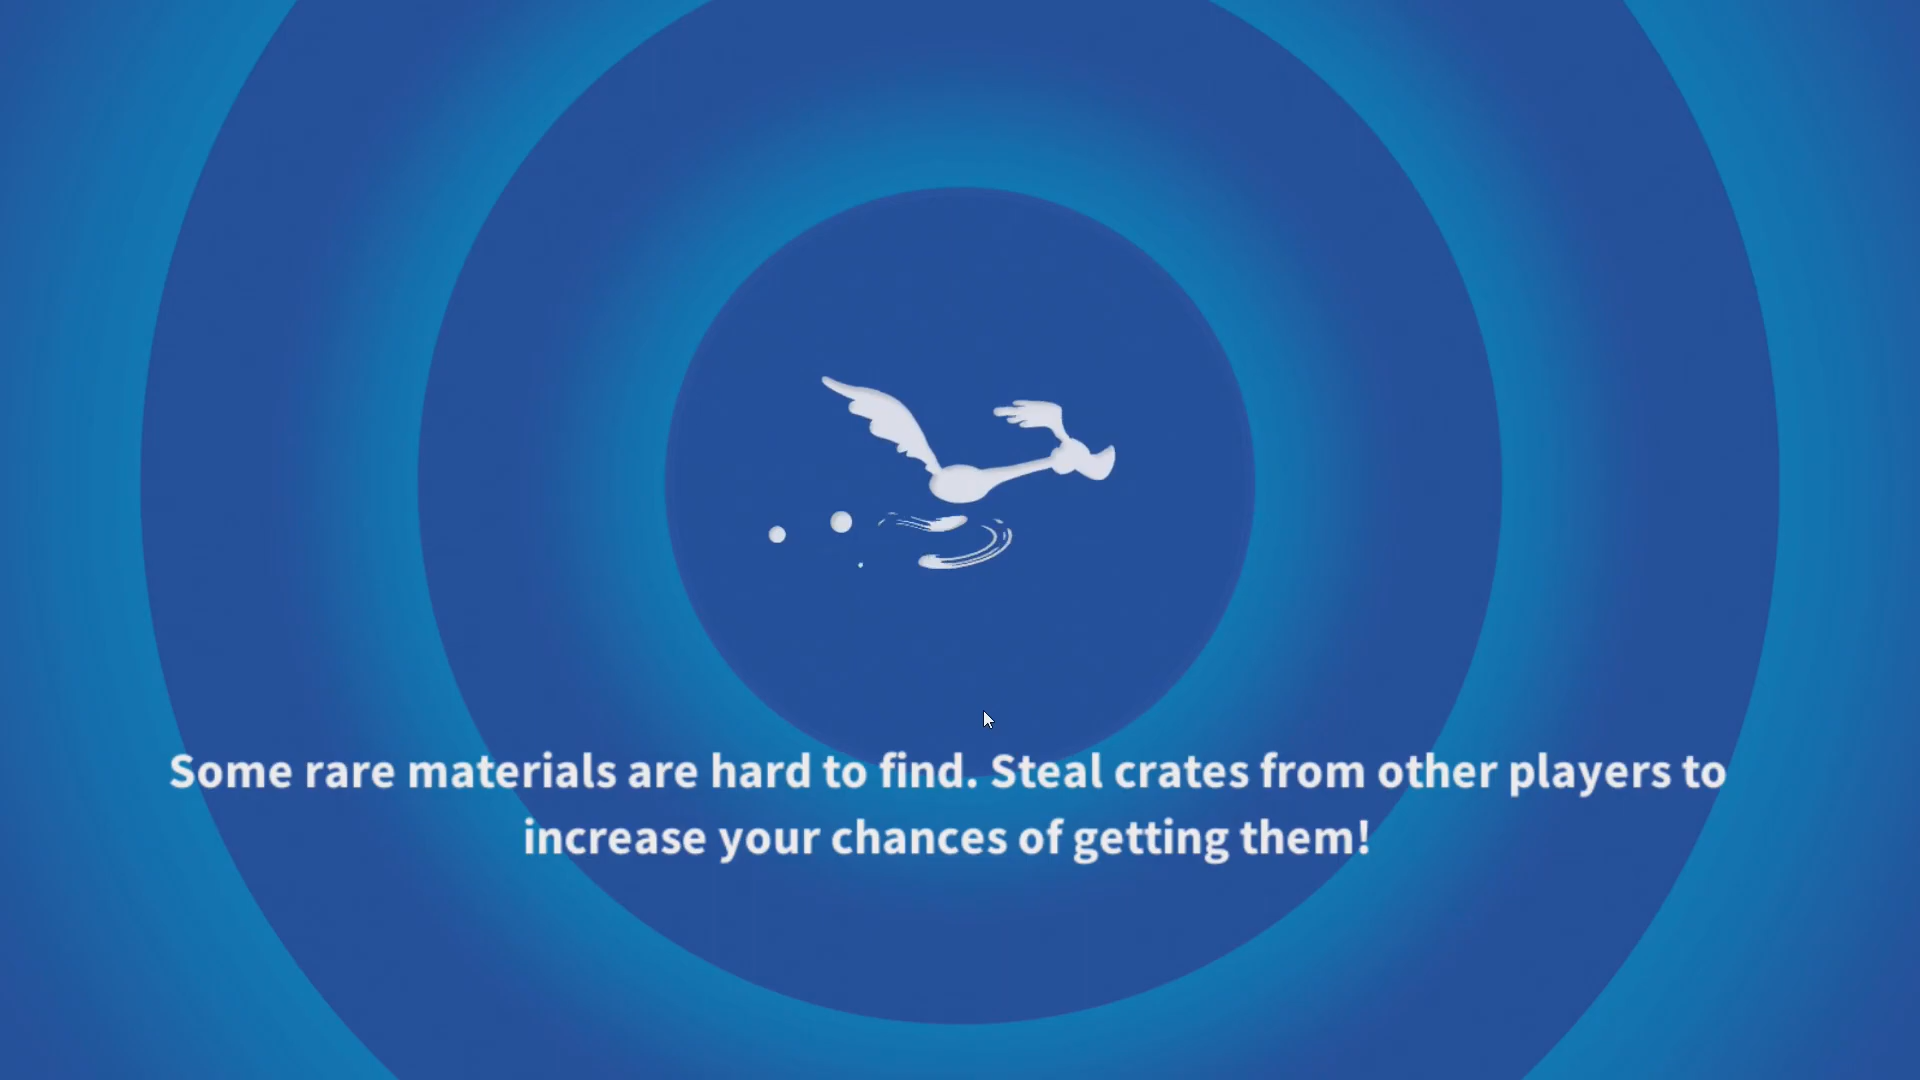 Some rare materials are hard to find. Steal crates from other players to
increase your chances of getting them!